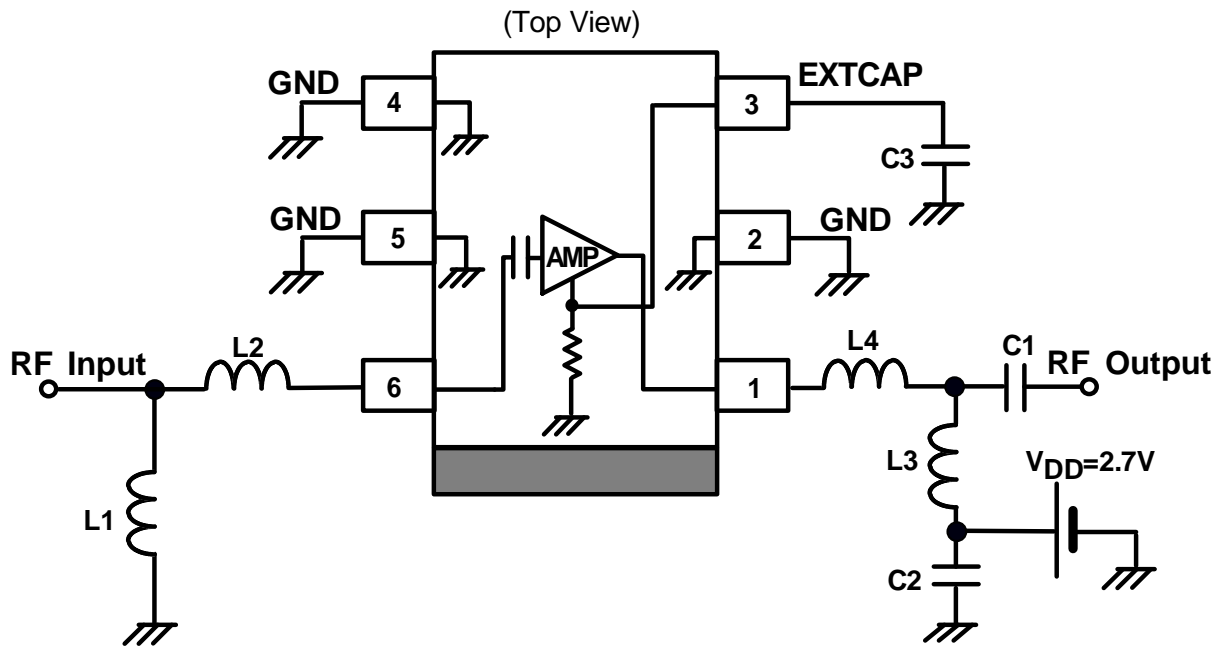 (Top View)
GND
4
3
EXTCAP
C3
GND
5
2
GND
AMP
RF Input
L2
6
1
L4
C1
RF Output
L1
L3
VDD=2.7V
C2